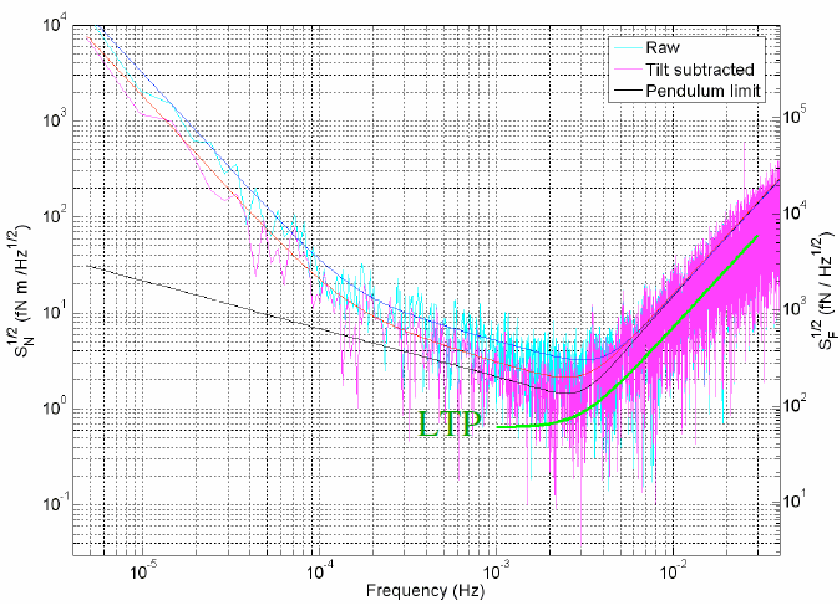 Raw
Tilt subtracted
Pendulum limit
10^4
10^3
10^2
10^1
10^0
10^-1
S_N^1/2 (fN m /Hz^1/2)
10^5
10^4
10^3
10^2
10^1
S_F^1/2 (fN / Hz^1/2)
LTP
10^-5 10^-4 10^-3 10^-2
Frequency (Hz)